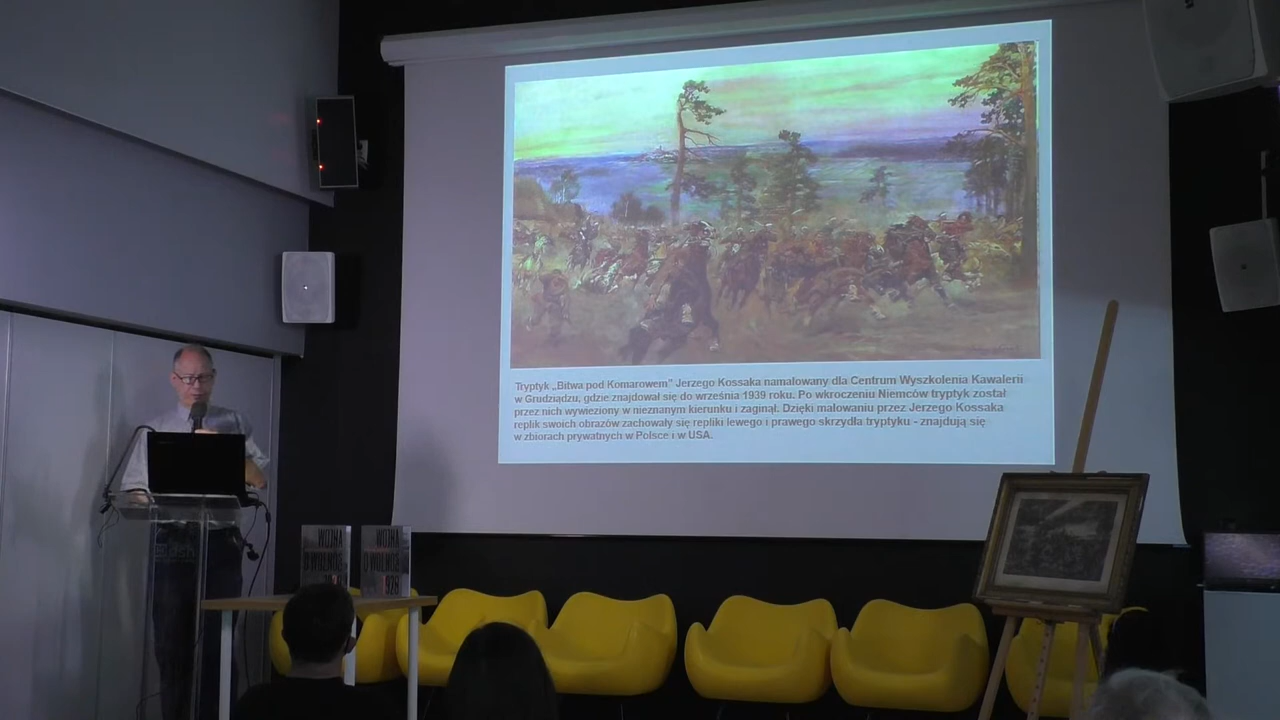 Tryptyk „Bitwa pod Komarowem” Jerzego Kossaka namalowany dla Centrum Wyszkolenia Kawalerii
w Grudziądzu, gdzie znajdował się do września 1939 roku. Po wkroczeniu Niemców tryptyk został
przez nich wywieziony w nieznanym kierunku i zaginął. Dzięki malowaniu przez Jerzego Kossaka
replik swoich obrazów zachowały się repliki lewego i prawego skrzydła tryptyku - znajdują się
w zbiorach prywatnych w Polsce i w USA.